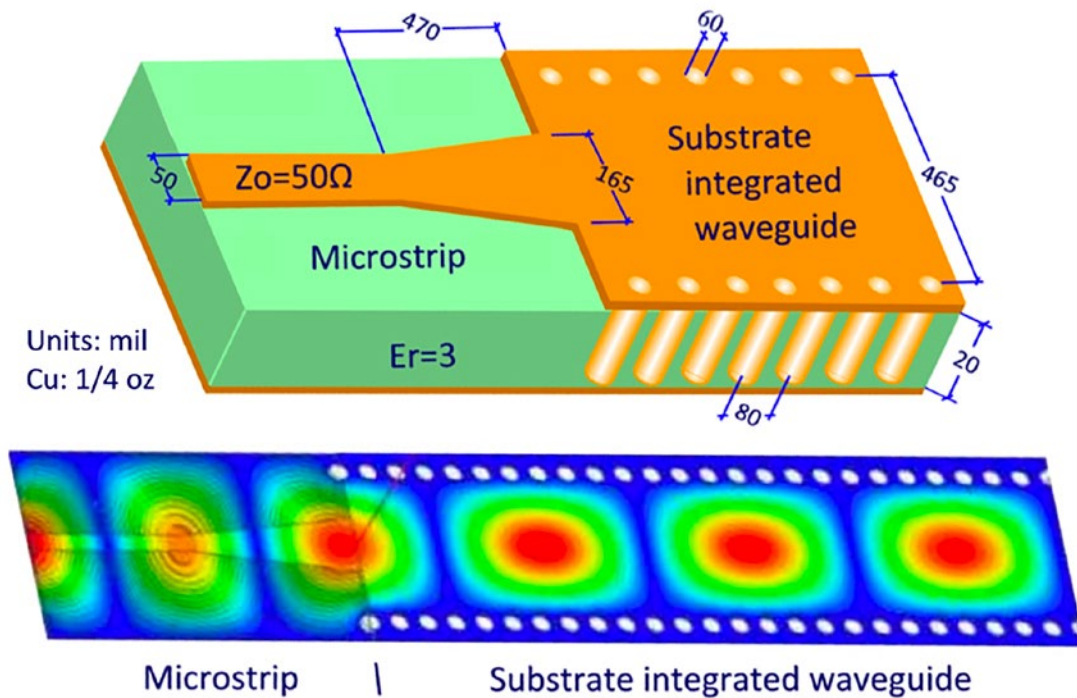 470
60
50
Zo=50Ω
165
Substrate
integrated
waveguide
465
Microstrip
Units: mil
Cu: 1/4 oz
Er=3
80
20
Microstrip | Substrate integrated waveguide